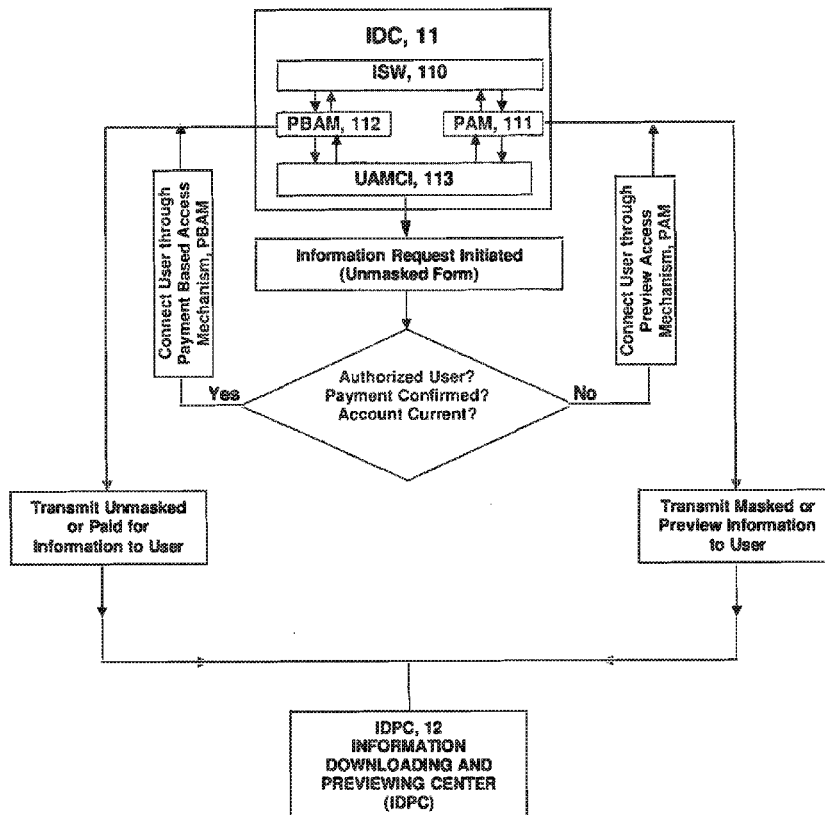 IDC, 11
ISW, 110
PBAM, 112
PAM, 111
UAMCI, 113
Connect User through
Payment Based Access
Mechanism, PBAM
Information Request Initiated
(Unmasked Form)
Connect User through
Preview Access
Mechanism, PAM
Authorized User?
Payment Confirmed?
Account Current?
Yes
No
Transmit Unmasked
or Paid for
Information to User
Transmit Masked or
Preview Information
to User
IDPC, 12
INFORMATION
DOWNLOADING AND
PREVIEWING CENTER
(IDPC)